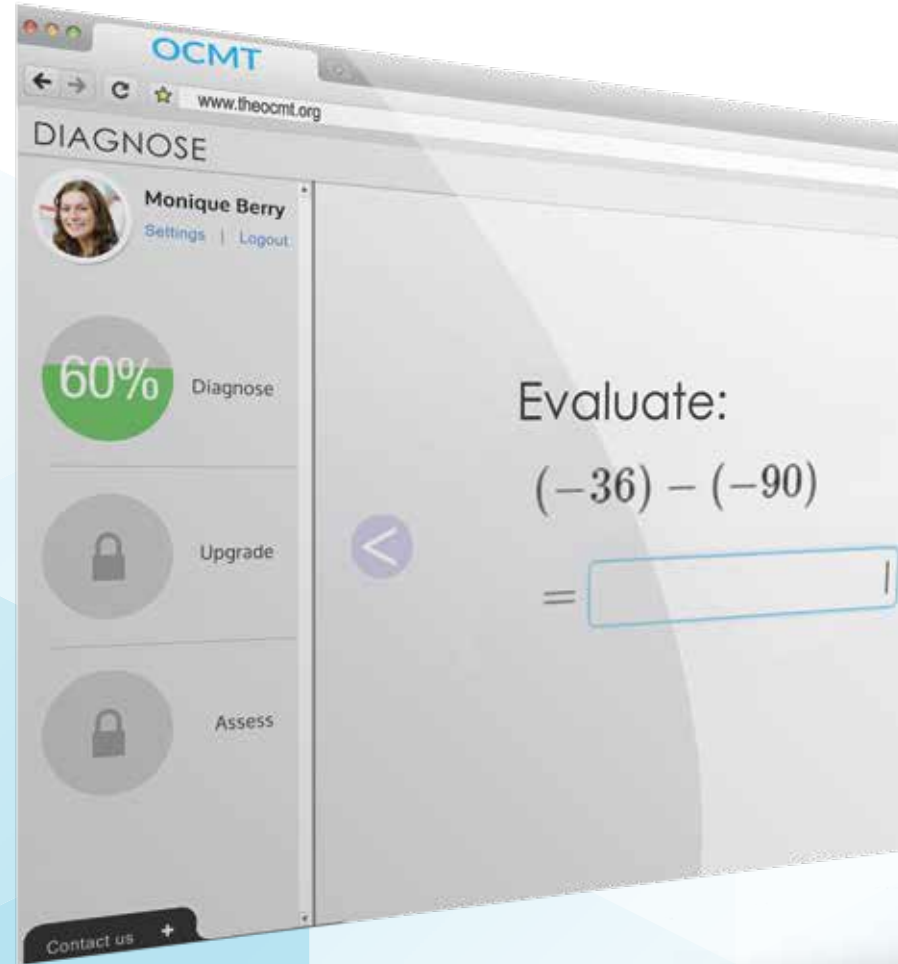 OCMT
www.theocmt.org
DIAGNOSE
Monique Berry
Settings | Logout
60% Diagnose
Evaluate:
(−36) − (−90)
=
Upgrade
<
Assess
Contact us +